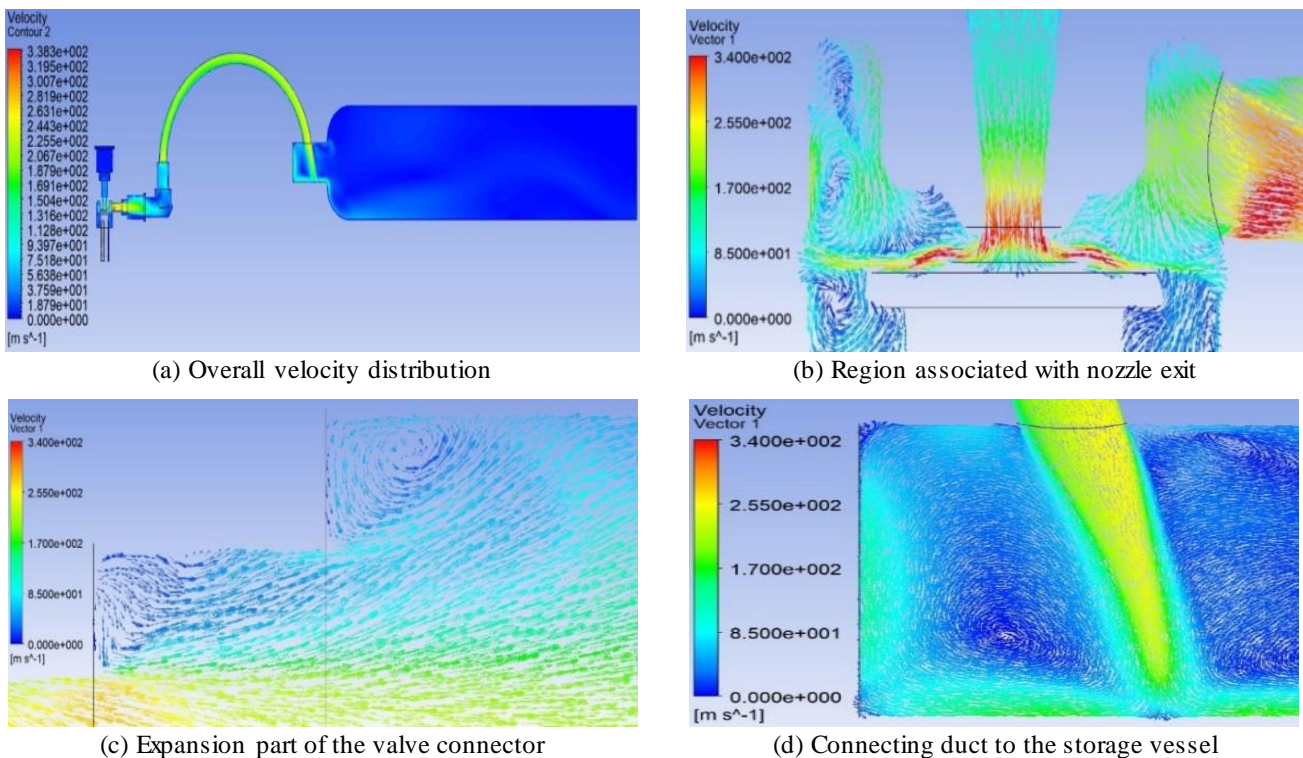 Velocity
Contour 2
3.383e+002
3.195e+002
3.007e+002
2.819e+002
2.631e+002
2.443e+002
2.255e+002
2.067e+002
1.879e+002
1.691e+002
1.504e+002
1.316e+002
1.128e+002
9.397e+001
7.518e+001
5.638e+001
3.759e+001
1.879e+001
0.000e+000
[m s^-1]
(a) Overall velocity distribution
Velocity
Vector 1
3.400e+002
2.550e+002
1.700e+002
8.500e+001
0.000e+000
[m s^-1]
(b) Region associated with nozzle exit
Velocity
Vector 1
3.400e+002
2.550e+002
1.700e+002
8.500e+001
0.000e+000
[m s^-1]
(c) Expansion part of the valve connector
Velocity
Vector 1
3.400e+002
2.550e+002
1.700e+002
8.500e+001
0.000e+000
[m s^-1]
(d) Connecting duct to the storage vessel